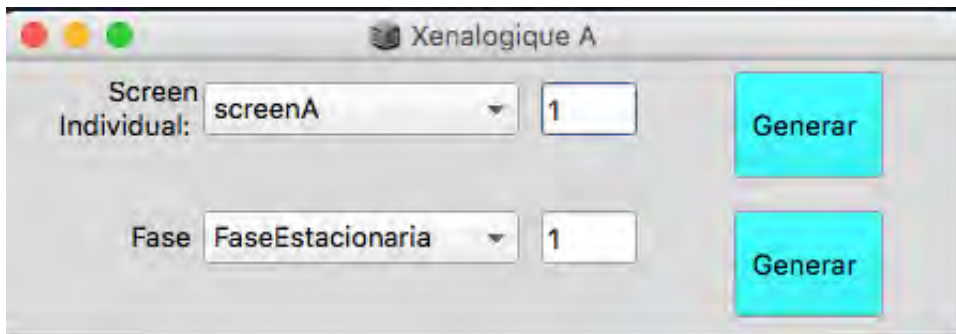 Xenalogique A
Screen
Individual:
screenA
1
Generar
Fase
FaseEstacionaria
1
Generar